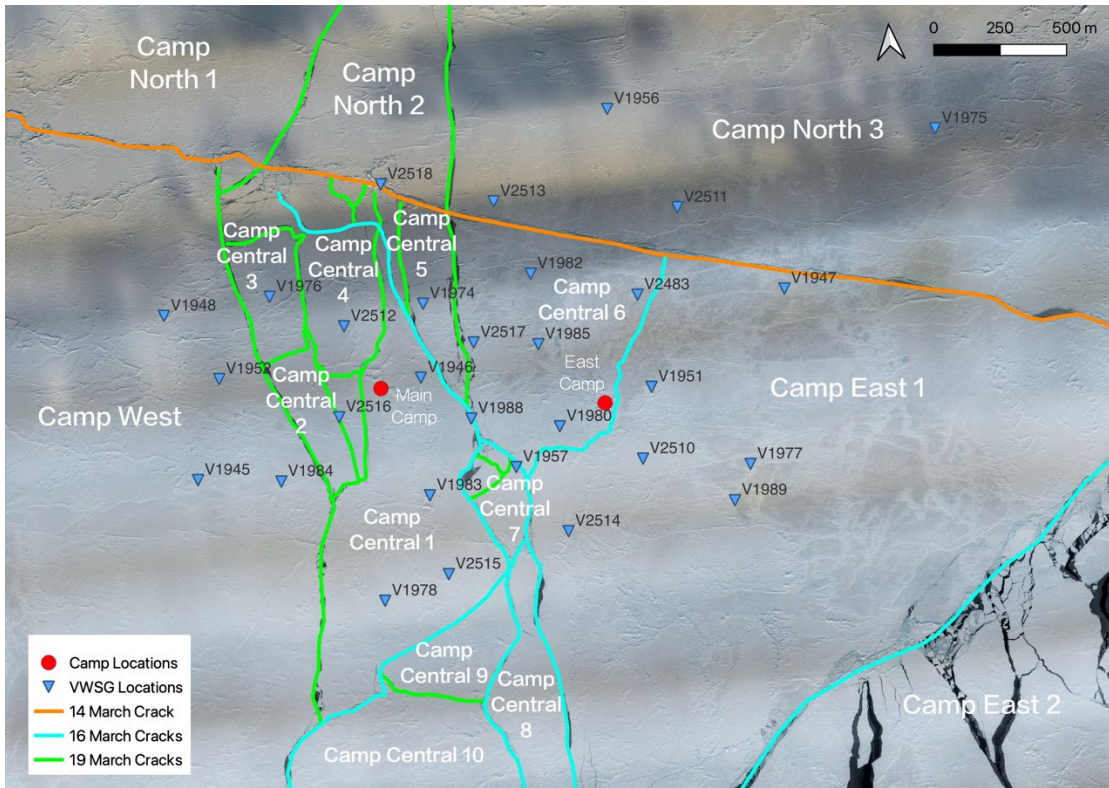 Camp
North 1
Camp
North 2
0 250 500 m
V1956
V1975
Camp North 3
V2518
V2513
V2511
Camp
Central
3
Camp
Central
4
Camp
Central
5
V1982
V1976
V1974
Camp
Central 6
V2483
V1947
V1948
V2512
V2517
V1985
V1952
V1946
East
Camp
V1951
Camp East 1
Camp West
Camp
Central
2
V2516
Main
Camp
V1988
V1980
V1945
V1984
V1957
V2510
V1977
V1983
V1989
Camp
Central
7
Camp
Central 1
V2514
V2515
V1978
Camp
Central 9
Camp
Central
8
Camp East 2
Camp Central 10
Camp Locations
VWSG Locations
14 March Crack
16 March Cracks
19 March Cracks